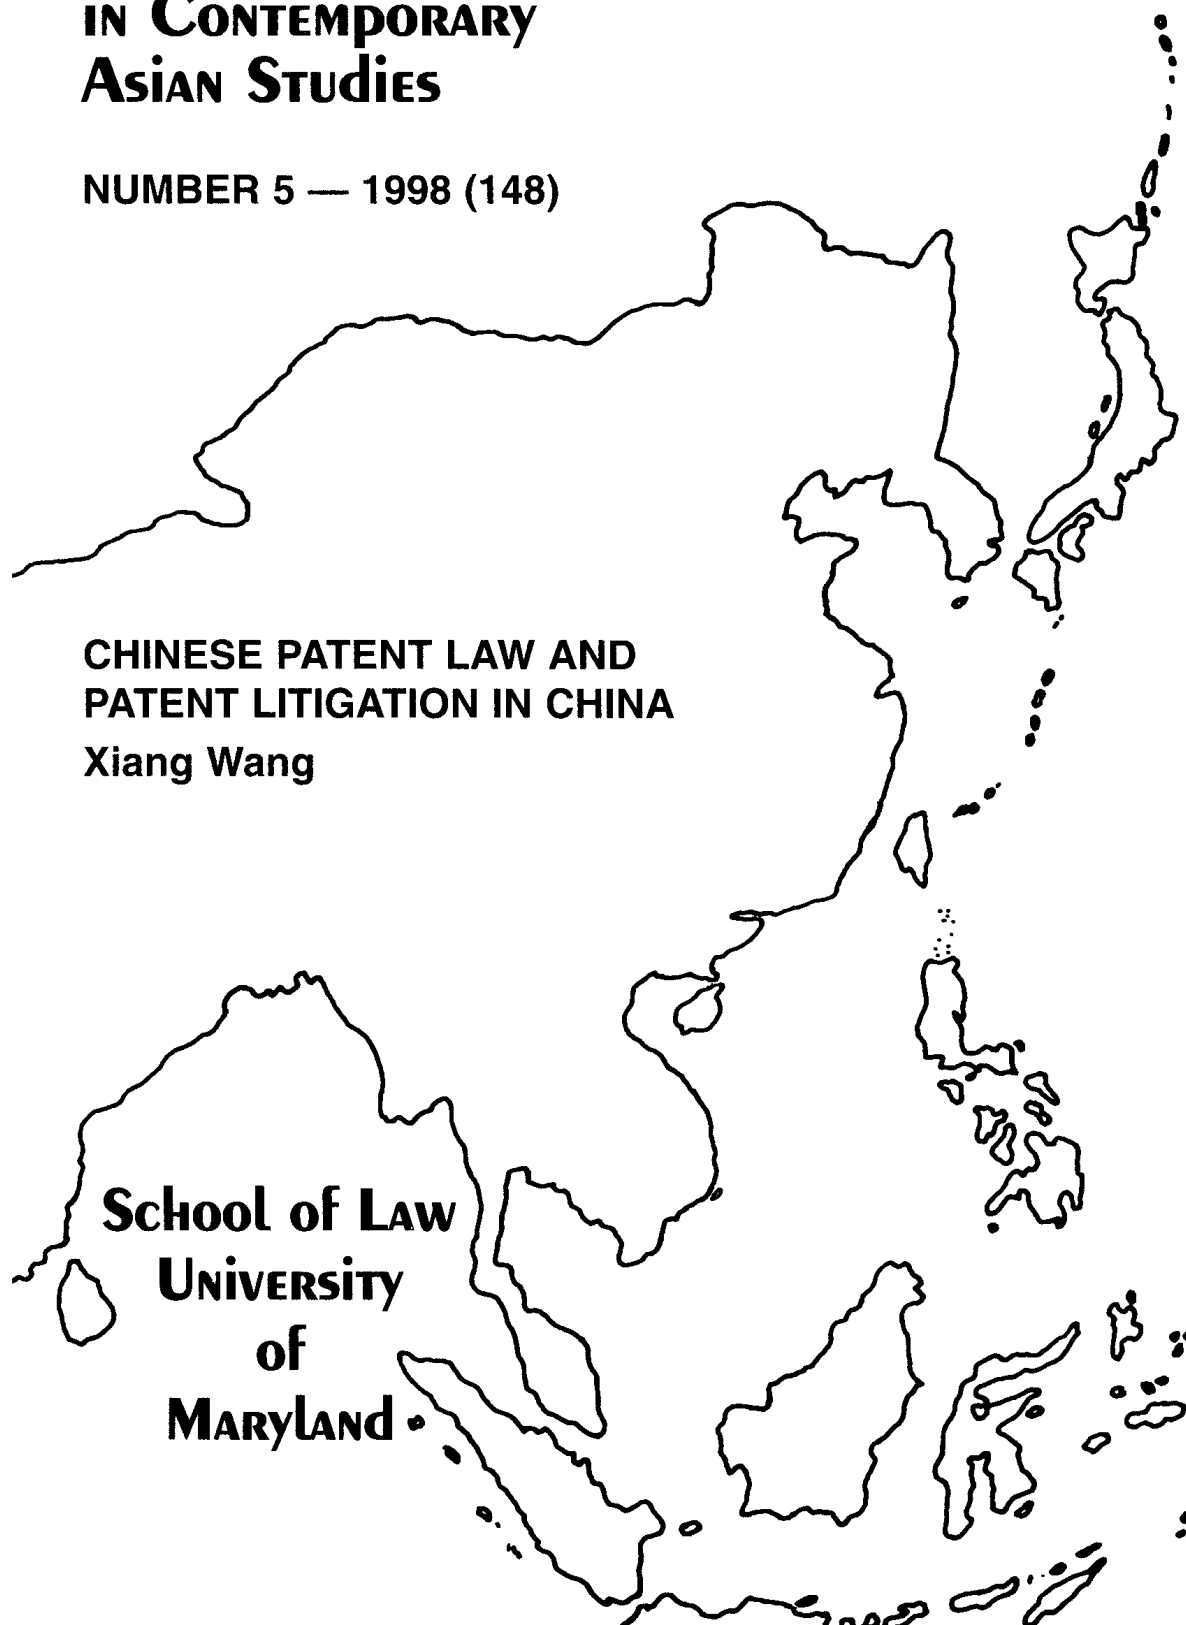 IN CONTEMPORARY
ASIAN STUDIES
NUMBER 5 — 1998 (148)
CHINESE PATENT LAW AND
PATENT LITIGATION IN CHINA
Xiang Wang
School of Law
University
of
Maryland